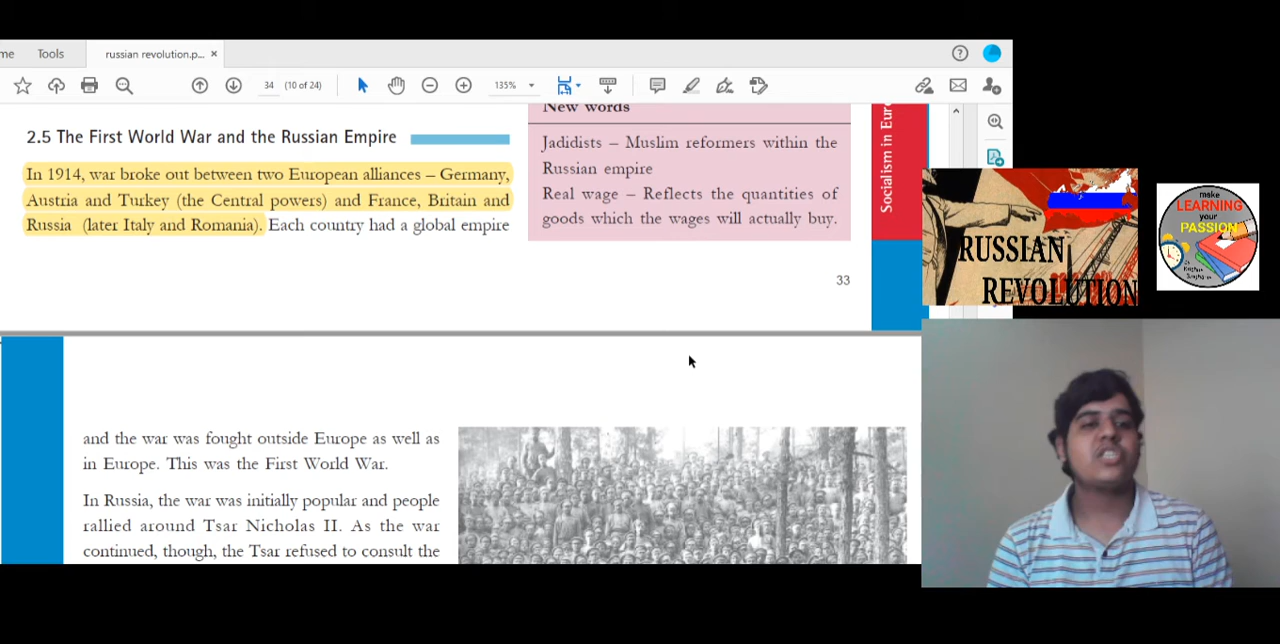 me Tools russian revolution.p... ×
34 (10 of 24) 135%
New words
2.5 The First World War and the Russian Empire
In 1914, war broke out between two European alliances – Germany,
Austria and Turkey (the Central powers) and France, Britain and
Russia (later Italy and Romania). Each country had a global empire
Jadidists – Muslim reformers within the
Russian empire
Real wage – Reflects the quantities of
goods which the wages will actually buy.
33
Socialism in Eur
RUSSIAN
REVOLUTION
make
LEARNING
your
PASSION
and the war was fought outside Europe as well as
in Europe. This was the First World War.
In Russia, the war was initially popular and people
rallied around Tsar Nicholas II. As the war
continued, though, the Tsar refused to consult the